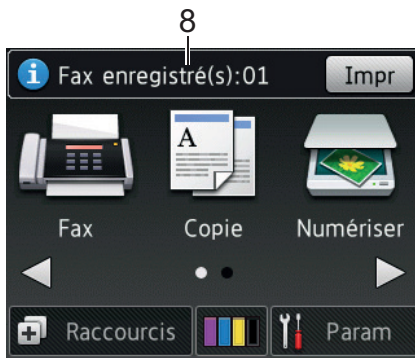 8
Fax enregistré(s):01 Impr
A
Fax Copie Numériser
Raccourcis Param